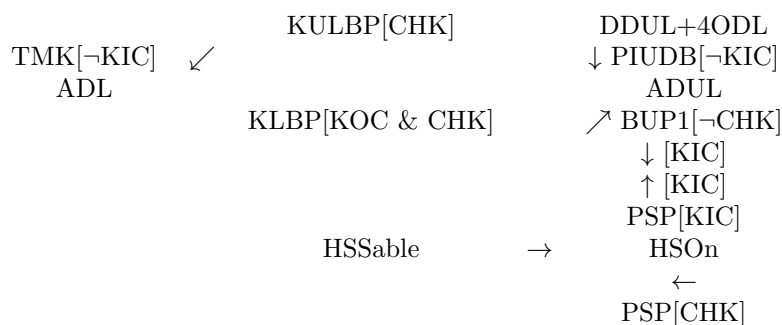 KULBP[CHK] DDUL+4ODL
TMK[¬KIC] ↙ ↓ PIUDB[¬KIC]
ADL ADUL
KLBP[KOC & CHK] ↗ BUP1[¬CHK]
↓ [KIC]
↑ [KIC]
PSP[KIC]
HSSable → HSOn
←
PSP[CHK]